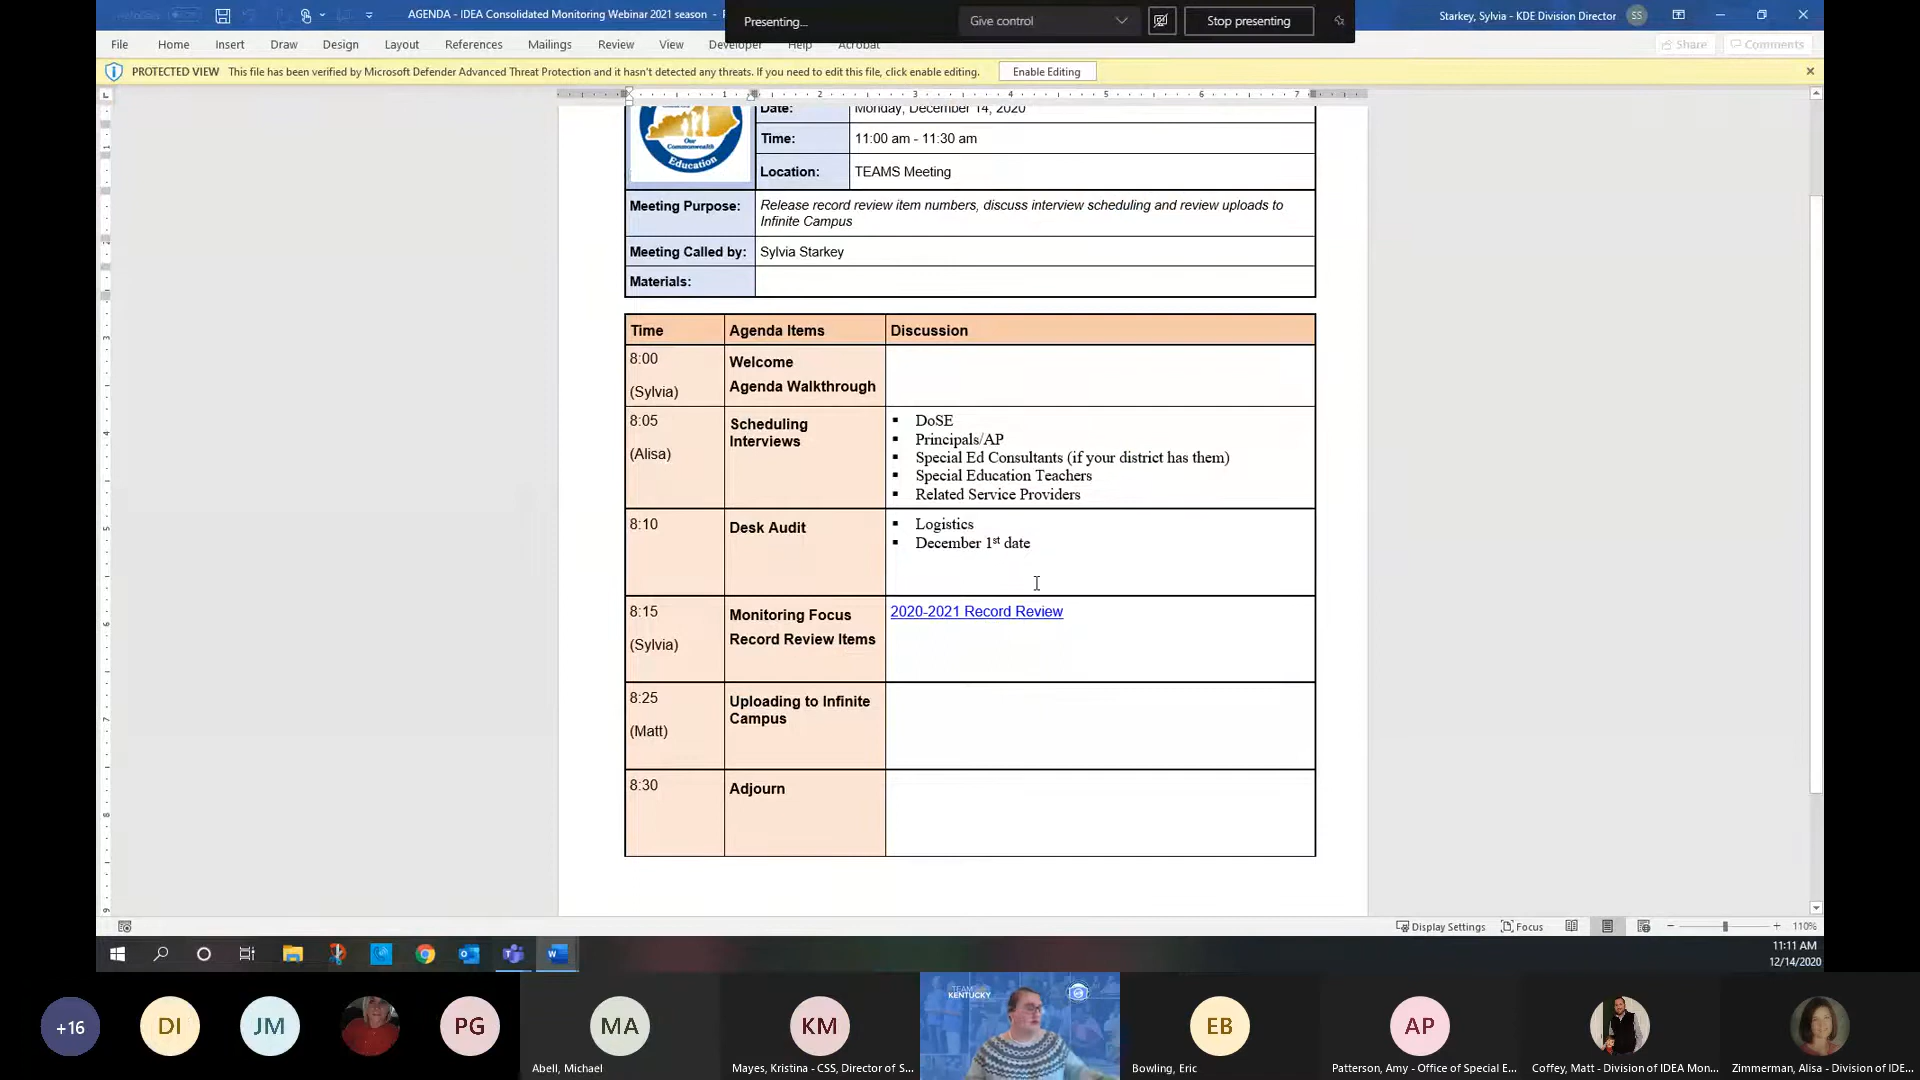 AGENDA - IDEA Consolidated Monitoring Webinar 2021 season -
Presenting...
Give control
Stop presenting
Starkey, Sylvia - KDE Division Director
SS
File
Home
Insert
Draw
Design
Layout
References
Mailings
Review
View
Developer
Help
Acrobat
Share
Comments
PROTECTED VIEW This file has been verified by Microsoft Defender Advanced Threat Protection and it hasn't detected any threats. If you need to edit this file, click enable editing.
Enable Editing
Our
Commonwealth
Education
Date:
Monday, December 14, 2020
Time:
11:00 am - 11:30 am
Location:
TEAMS Meeting
Meeting Purpose:
Release record review item numbers, discuss interview scheduling and review uploads to
Infinite Campus
Meeting Called by:
Sylvia Starkey
Materials:
Time
Agenda Items
Discussion
8:00
(Sylvia)
Welcome
Agenda Walkthrough
8:05
(Alisa)
Scheduling
Interviews
▪ DoSE
▪ Principals/AP
▪ Special Ed Consultants (if your district has them)
▪ Special Education Teachers
▪ Related Service Providers
8:10
Desk Audit
▪ Logistics
▪ December 1st date
8:15
(Sylvia)
Monitoring Focus
Record Review Items
2020-2021 Record Review
8:25
(Matt)
Uploading to Infinite
Campus
8:30
Adjourn
Display Settings
Focus
110%
11:11 AM
12/14/2020
+16
DI
JM
PG
MA
Abell, Michael
KM
Mayes, Kristina - CSS, Director of S...
TEAM
KENTUCKY
EB
Bowling, Eric
AP
Patterson, Amy - Office of Special E...
Coffey, Matt - Division of IDEA Mon...
Zimmerman, Alisa - Division of IDE...